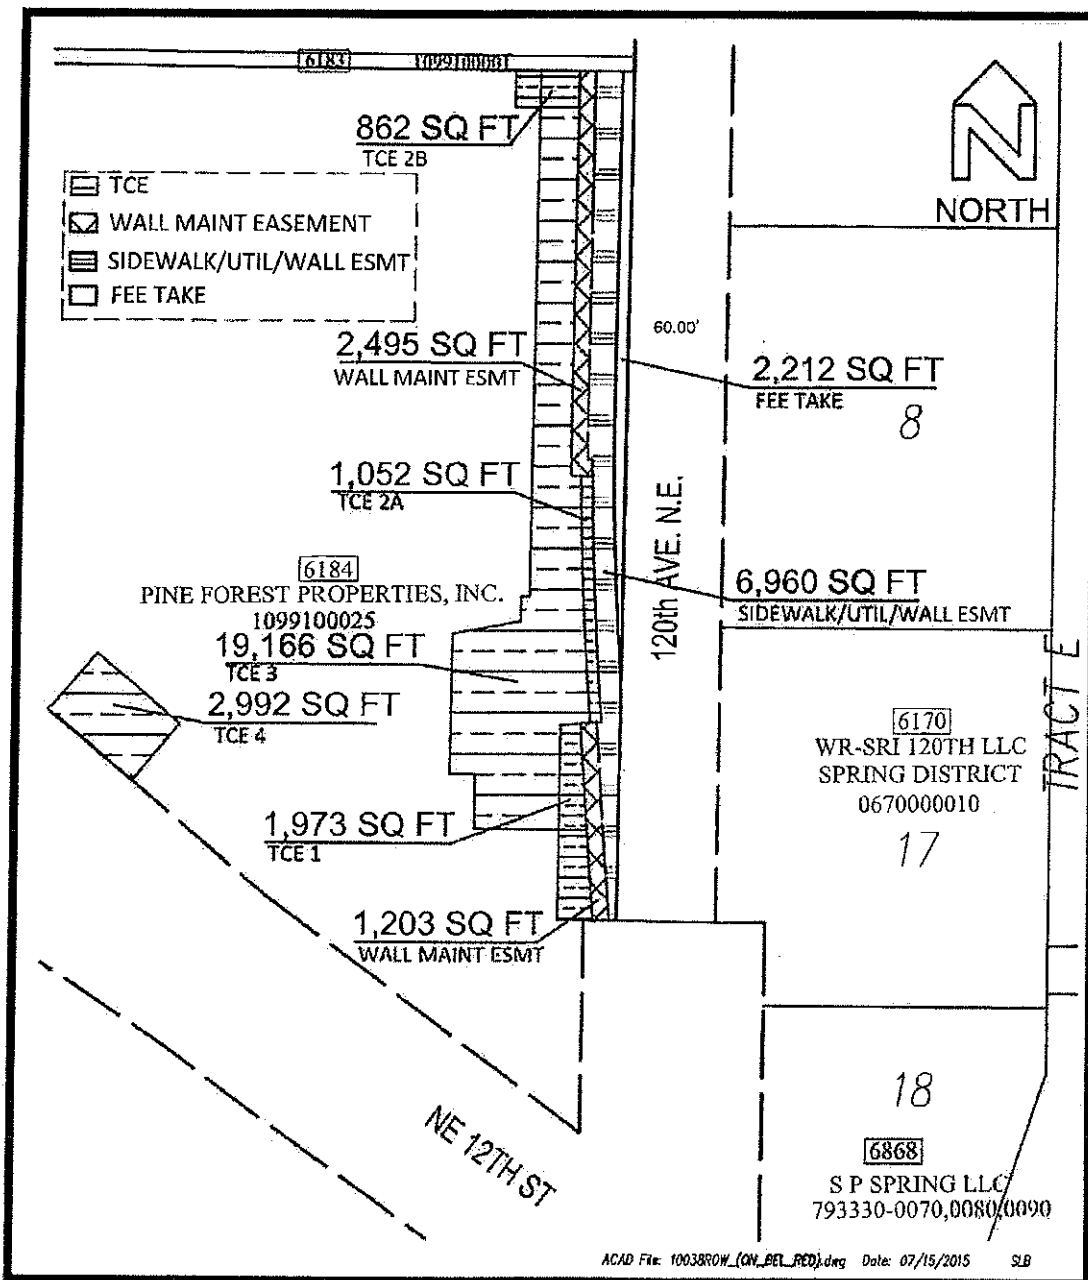 6183 1099100001
862 SQ FT
TCE 2B
NORTH
TCE
WALL MAINT EASEMENT
SIDEWALK/UTIL/WALL ESMT
FEE TAKE
60.00'
2,495 SQ FT
WALL MAINT ESMT
2,212 SQ FT
FEE TAKE
8
1,052 SQ FT
TCE 2A
120th AVE. N.E.
6184
PINE FOREST PROPERTIES, INC.
1099100025
6,960 SQ FT
SIDEWALK/UTIL/WALL ESMT
19,166 SQ FT
TCE 3
2,992 SQ FT
TCE 4
TRACT E
6170
WR-SRI 120TH LLC
SPRING DISTRICT
0670000010
17
1,973 SQ FT
TCE 1
1,203 SQ FT
WALL MAINT ESMT
NE 12TH ST
18
6868
S P SPRING LLC
793330-0070,0080,0090
ACAD File: 10038ROW_(ON_BEL_RED).dwg Date: 07/15/2015 SLB